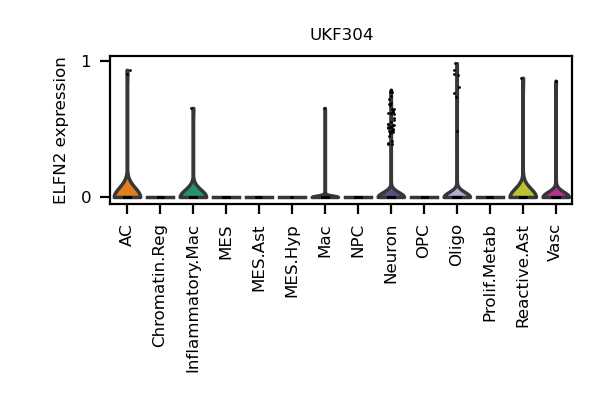 UKF304
ELFN2 expression
1
0
AC
Chromatin.Reg
Inflammatory.Mac
MES
MES.Ast
MES.Hyp
Mac
NPC
Neuron
OPC
Oligo
Prolif.Metab
Reactive.Ast
Vasc